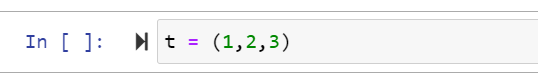 In [ ]: t = (1,2,3)